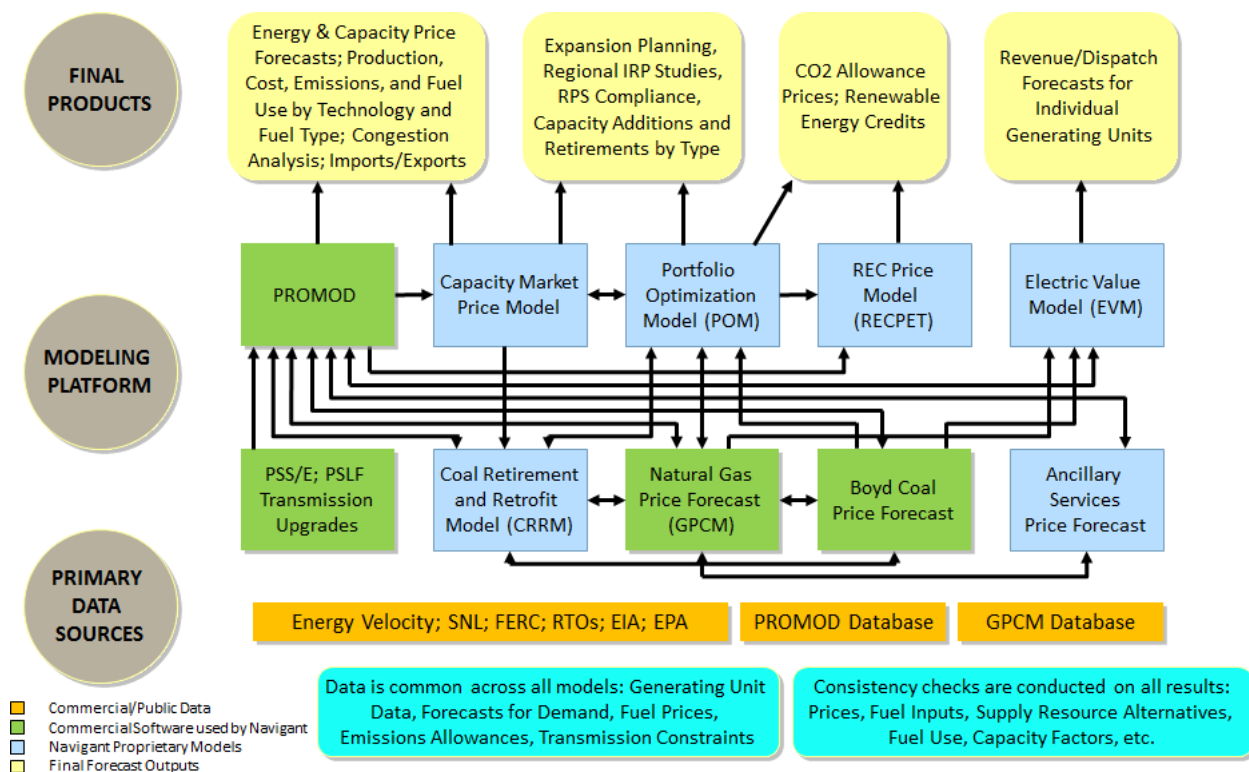 FINAL
PRODUCTS
Energy & Capacity Price
Forecasts; Production,
Cost, Emissions, and Fuel
Use by Technology and
Fuel Type; Congestion
Analysis; Imports/Exports
Expansion Planning,
Regional IRP Studies,
RPS Compliance,
Capacity Additions and
Retirements by Type
CO2 Allowance
Prices; Renewable
Energy Credits
Revenue/Dispatch
Forecasts for
Individual
Generating Units
MODELING
PLATFORM
PROMOD
Capacity Market
Price Model
Portfolio
Optimization
Model (POM)
REC Price
Model
(RECPET)
Electric Value
Model (EVM)
PSS/E; PSLF
Transmission
Upgrades
Coal Retirement
and Retrofit
Model (CRRM)
Natural Gas
Price Forecast
(GPCM)
Boyd Coal
Price Forecast
Ancillary
Services
Price Forecast
PRIMARY
DATA
SOURCES
Energy Velocity; SNL; FERC; RTOs; EIA; EPA
PROMOD Database
GPCM Database
Data is common across all models: Generating Unit
Data, Forecasts for Demand, Fuel Prices,
Emissions Allowances, Transmission Constraints
Consistency checks are conducted on all results:
Prices, Fuel Inputs, Supply Resource Alternatives,
Fuel Use, Capacity Factors, etc.
Commercial/Public Data
Commercial Software used by Navigant
Navigant Proprietary Models
Final Forecast Outputs